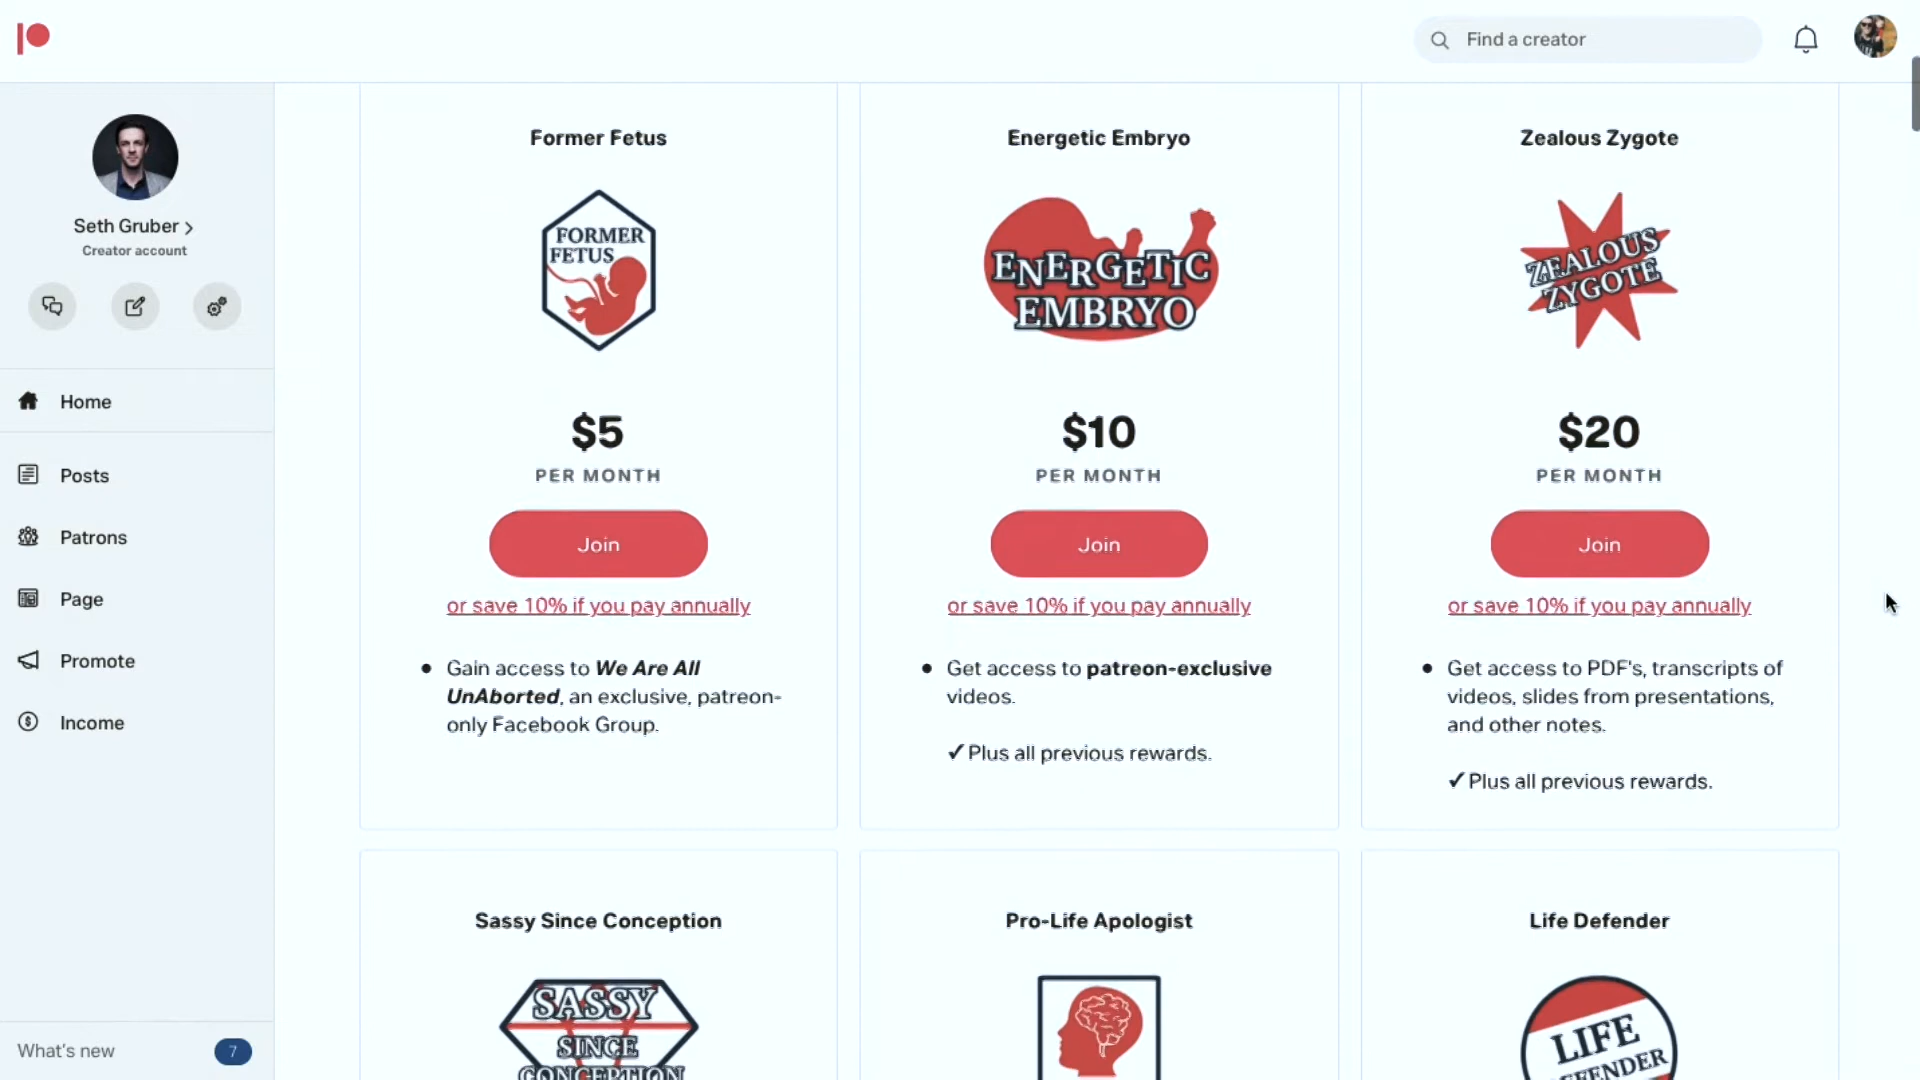 Find a creator
Seth Gruber
Creator account
Home
Posts
Patrons
Page
Promote
Income
What's new
7
Former Fetus
FORMER
FETUS
$5
PER MONTH
Join
or save 10% if you pay annually
Gain access to We Are All
UnAborted, an exclusive, patreon-
only Facebook Group.
Energetic Embryo
ENERGETIC
EMBRYO
$10
PER MONTH
Join
or save 10% if you pay annually
Get access to patreon-exclusive
videos.
✓Plus all previous rewards.
Zealous Zygote
ZEALOUS
ZYGOTE
$20
PER MONTH
Join
or save 10% if you pay annually
Get access to PDF's, transcripts of
videos, slides from presentations,
and other notes.
✓Plus all previous rewards.
Sassy Since Conception
SASSY
SINCE
CONCEPTION
Pro-Life Apologist
Life Defender
LIFE
DEFENDER